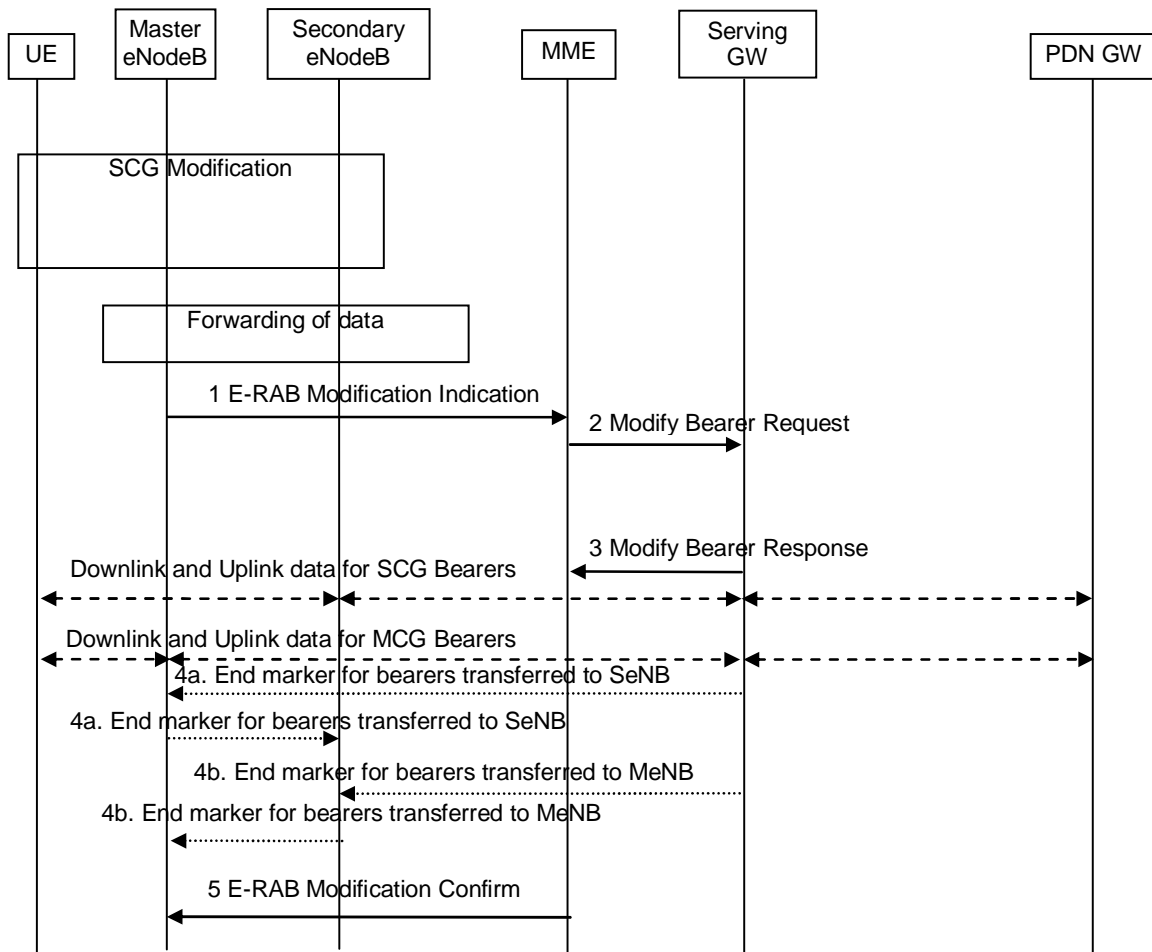 UE
Master
eNodeB
Secondary
eNodeB
MME
Serving
GW
PDN GW
SCG Modification
Forwarding of data
1 E-RAB Modification Indication
2 Modify Bearer Request
3 Modify Bearer Response
Downlink and Uplink data for SCG Bearers
Downlink and Uplink data for MCG Bearers
4a. End marker for bearers transferred to SeNB
4a. End marker for bearers transferred to SeNB
4b. End marker for bearers transferred to MeNB
4b. End marker for bearers transferred to MeNB
5 E-RAB Modification Confirm